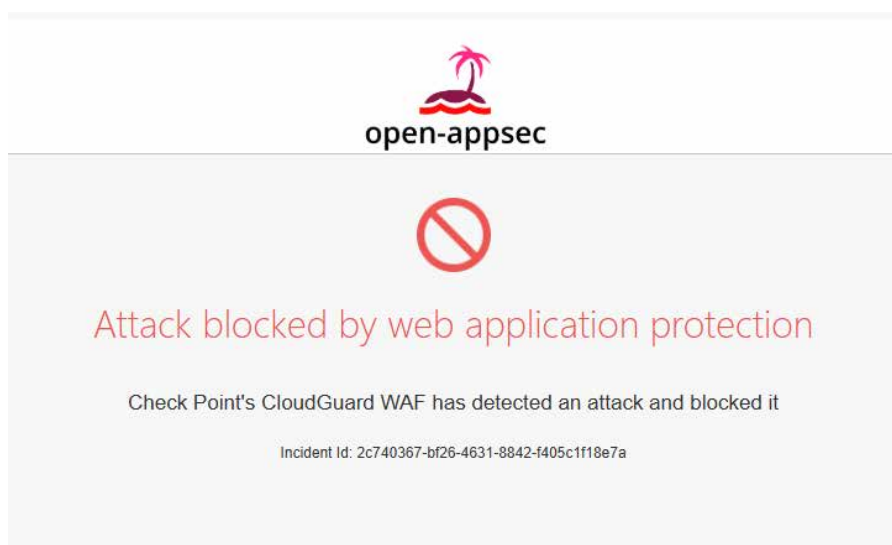 open-appsec
Attack blocked by web application protection
Check Point's CloudGuard WAF has detected an attack and blocked it
Incident Id: 2c740367-bf26-4631-8842-f405c1f18e7a